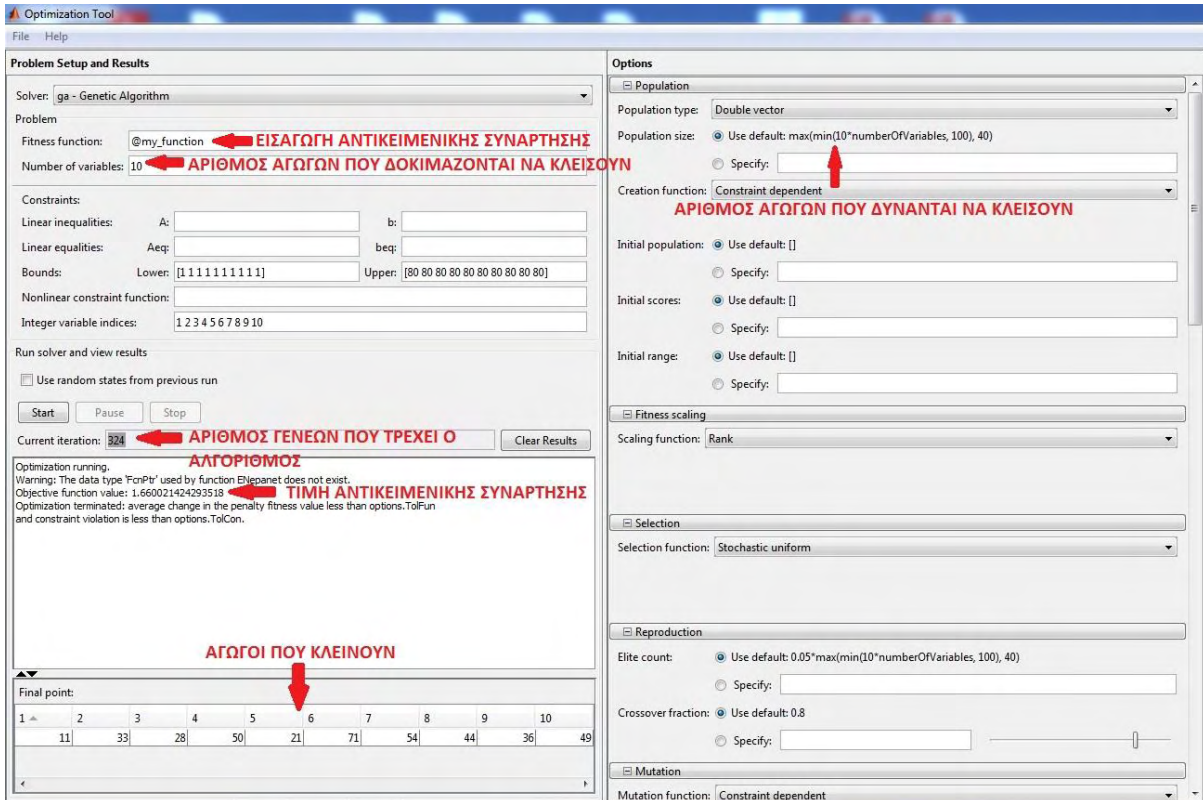 Optimization Tool
File Help
Problem Setup and Results
Solver: ga - Genetic Algorithm
Problem
Fitness function: @my_function ΕΙΣΑΓΩΓΗ ΑΝΤΙΚΕΙΜΕΝΙΚΗΣ ΣΥΝΑΡΤΗΣΗΣ
Number of variables: 10 ΑΡΙΘΜΟΣ ΑΓΩΓΩΝ ΠΟΥ ΔΟΚΙΜΑΖΟΝΤΑΙ ΝΑ ΚΛΕΙΣΟΥΝ
Constraints:
Linear inequalities: A: b:
Linear equalities: Aeq: beq:
Bounds: Lower: [1 1 1 1 1 1 1 1 1 1] Upper: [80 80 80 80 80 80 80 80 80 80]
Nonlinear constraint function:
Integer variable indices: 1 2 3 4 5 6 7 8 9 10
Run solver and view results
Use random states from previous run
Start Pause Stop
Current iteration: 324 ΑΡΙΘΜΟΣ ΓΕΝΕΩΝ ΠΟΥ ΤΡΕΧΕΙ Ο Clear Results
ΑΛΓΟΡΙΘΜΟΣ
Optimization running.
Warning: The data type 'FcnPtr' used by function ENepanet does not exist.
Objective function value: 1.660021424293518 ΤΙΜΗ ΑΝΤΙΚΕΙΜΕΝΙΚΗΣ ΣΥΝΑΡΤΗΣΗΣ
Optimization terminated: average change in the penalty fitness value less than options.TolFun
and constraint violation is less than options.TolCon.
ΑΓΩΓΟΙ ΠΟΥ ΚΛΕΙΝΟΥΝ
Final point:
1 2 3 4 5 6 7 8 9 10
11 33 28 50 21 71 54 44 36 49
Options
Population
Population type: Double vector
Population size: Use default: max(min(10*numberOfVariables, 100), 40)
Specify:
Creation function: Constraint dependent
ΑΡΙΘΜΟΣ ΑΓΩΓΩΝ ΠΟΥ ΔΥΝΑΝΤΑΙ ΝΑ ΚΛΕΙΣΟΥΝ
Initial population: Use default: []
Specify:
Initial scores: Use default: []
Specify:
Initial range: Use default: []
Specify:
Fitness scaling
Scaling function: Rank
Selection
Selection function: Stochastic uniform
Reproduction
Elite count: Use default: 0.05*max(min(10*numberOfVariables, 100), 40)
Specify:
Crossover fraction: Use default: 0.8
Specify:
Mutation
Mutation function: Constraint dependent